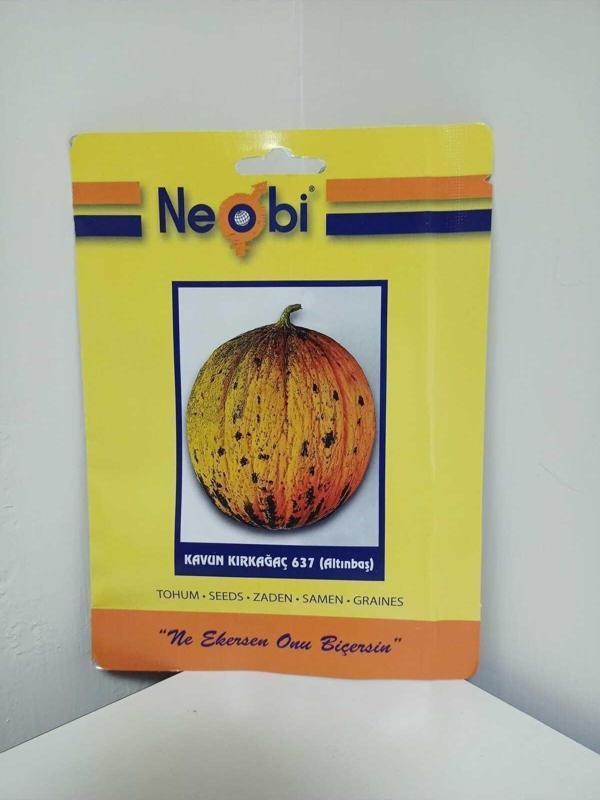 Neobi®
KAVUN KIRKAĞAÇ 637 (Altınbaş)
TOHUM • SEEDS • ZADEN • SAMEN • GRAINES
"Ne Ekersen Onu Biçersin"